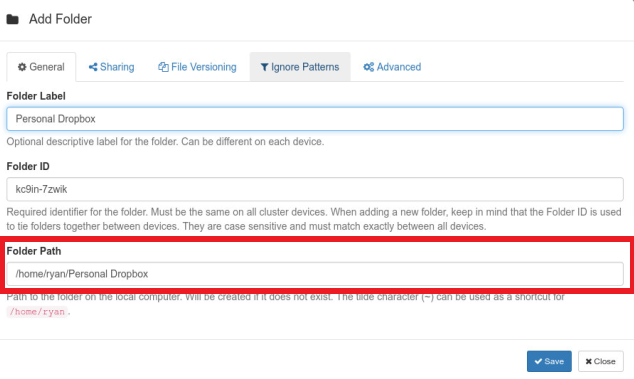 Add Folder
General Sharing File Versioning Ignore Patterns Advanced
Folder Label
Personal Dropbox
Optional descriptive label for the folder. Can be different on each device.
Folder ID
kc9in-7zwik
Required identifier for the folder. Must be the same on all cluster devices. When adding a new folder, keep in mind that the Folder ID is used
to tie folders together between devices. They are case sensitive and must match exactly between all devices.
Folder Path
/home/ryan/Personal Dropbox
Path to the folder on the local computer. Will be created if it does not exist. The tilde character (~) can be used as a shortcut for
/home/ryan.
Save Close